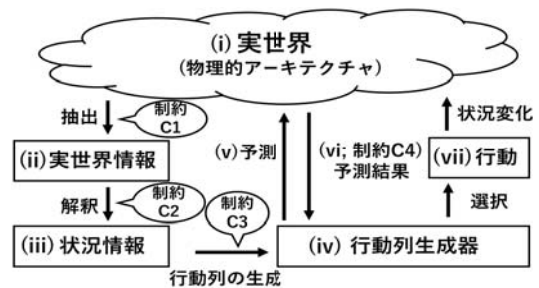 (i) 実世界
(物理的アーキテクチャ)
抽出
制約
C1
(ii) 実世界情報
解釈
制約
C2
(iii) 状況情報
制約
C3
行動列の生成
(v)予測
(vi; 制約C4)
予測結果
(iv) 行動列生成器
選択
(vii) 行動
状況変化